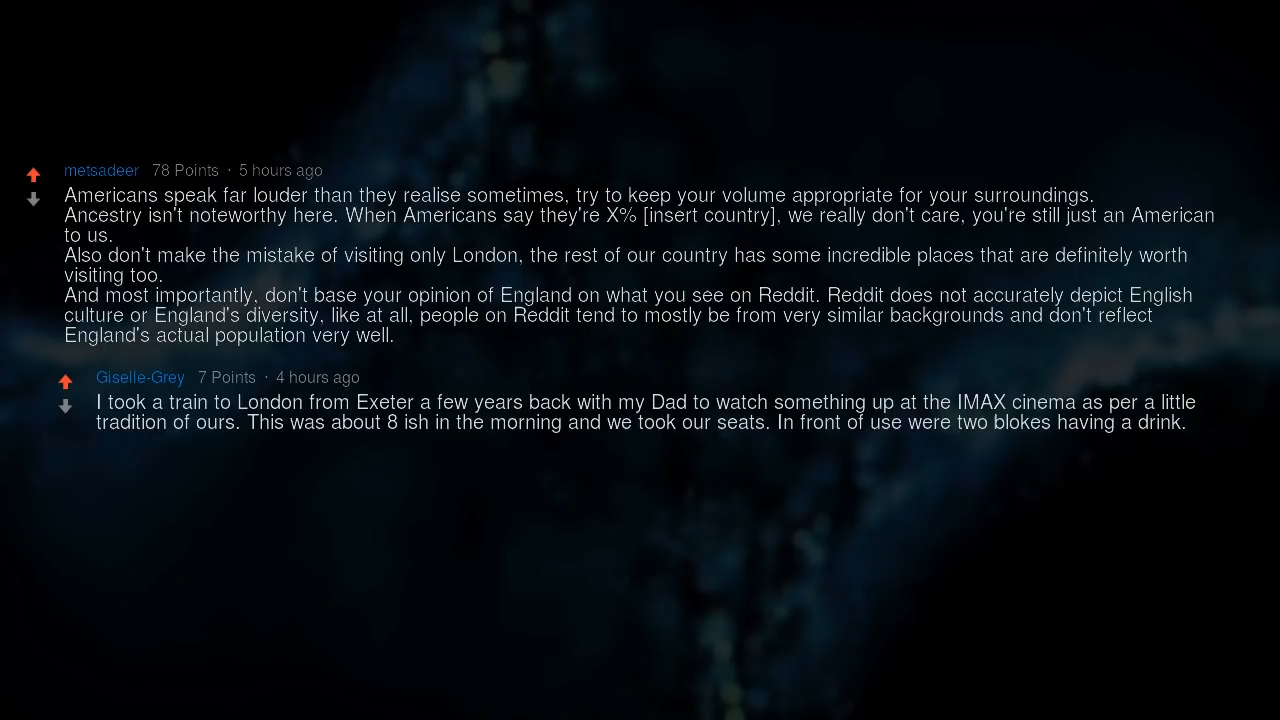 metsadeer 78 Points · 5 hours ago
Americans speak far louder than they realise sometimes, try to keep your volume appropriate for your surroundings.
Ancestry isn't noteworthy here. When Americans say they're X% [insert country], we really don't care, you're still just an American
to us.
Also don't make the mistake of visiting only London, the rest of our country has some incredible places that are definitely worth
visiting too.
And most importantly, don't base your opinion of England on what you see on Reddit. Reddit does not accurately depict English
culture or England's diversity, like at all, people on Reddit tend to mostly be from very similar backgrounds and don't reflect
England's actual population very well.
Giselle-Grey 7 Points · 4 hours ago
I took a train to London from Exeter a few years back with my Dad to watch something up at the IMAX cinema as per a little
tradition of ours. This was about 8 ish in the morning and we took our seats. In front of use were two blokes having a drink.